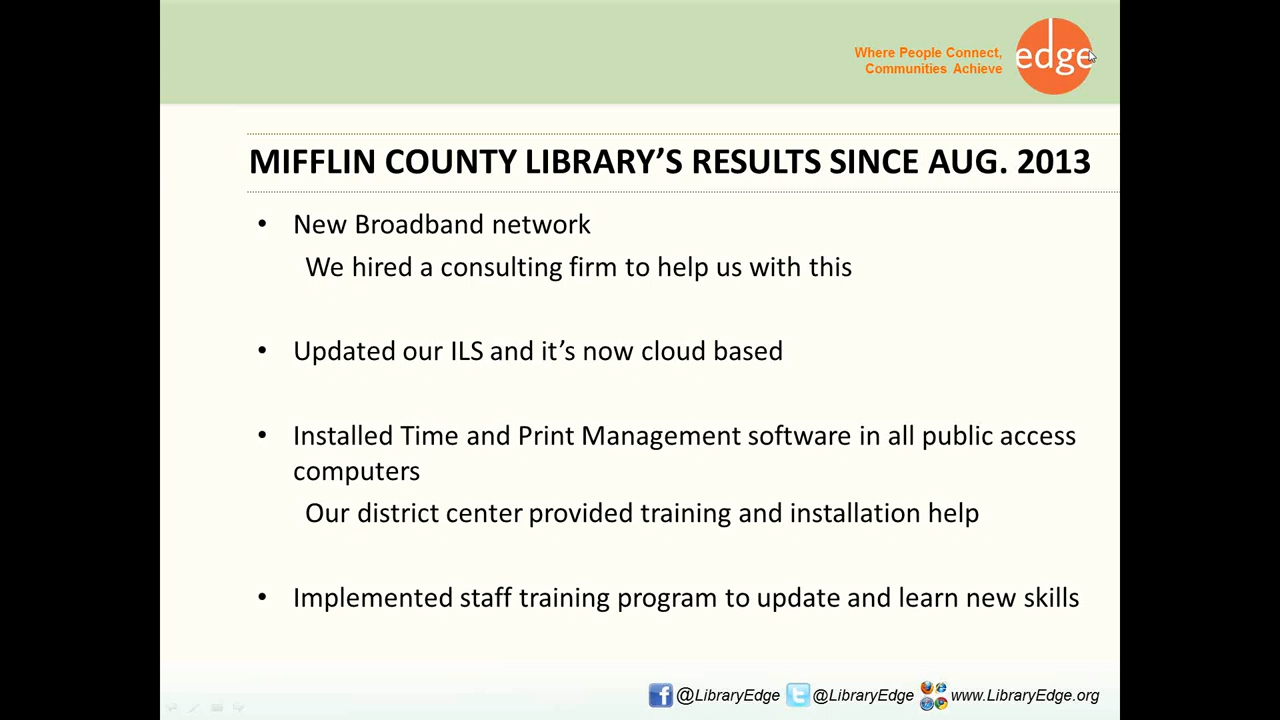 Where People Connect,
Communities Achieve
edge
MIFFLIN COUNTY LIBRARY’S RESULTS SINCE AUG. 2013
• New Broadband network
We hired a consulting firm to help us with this
• Updated our ILS and it’s now cloud based
• Installed Time and Print Management software in all public access
computers
Our district center provided training and installation help
• Implemented staff training program to update and learn new skills
@LibraryEdge @LibraryEdge www.LibraryEdge.org